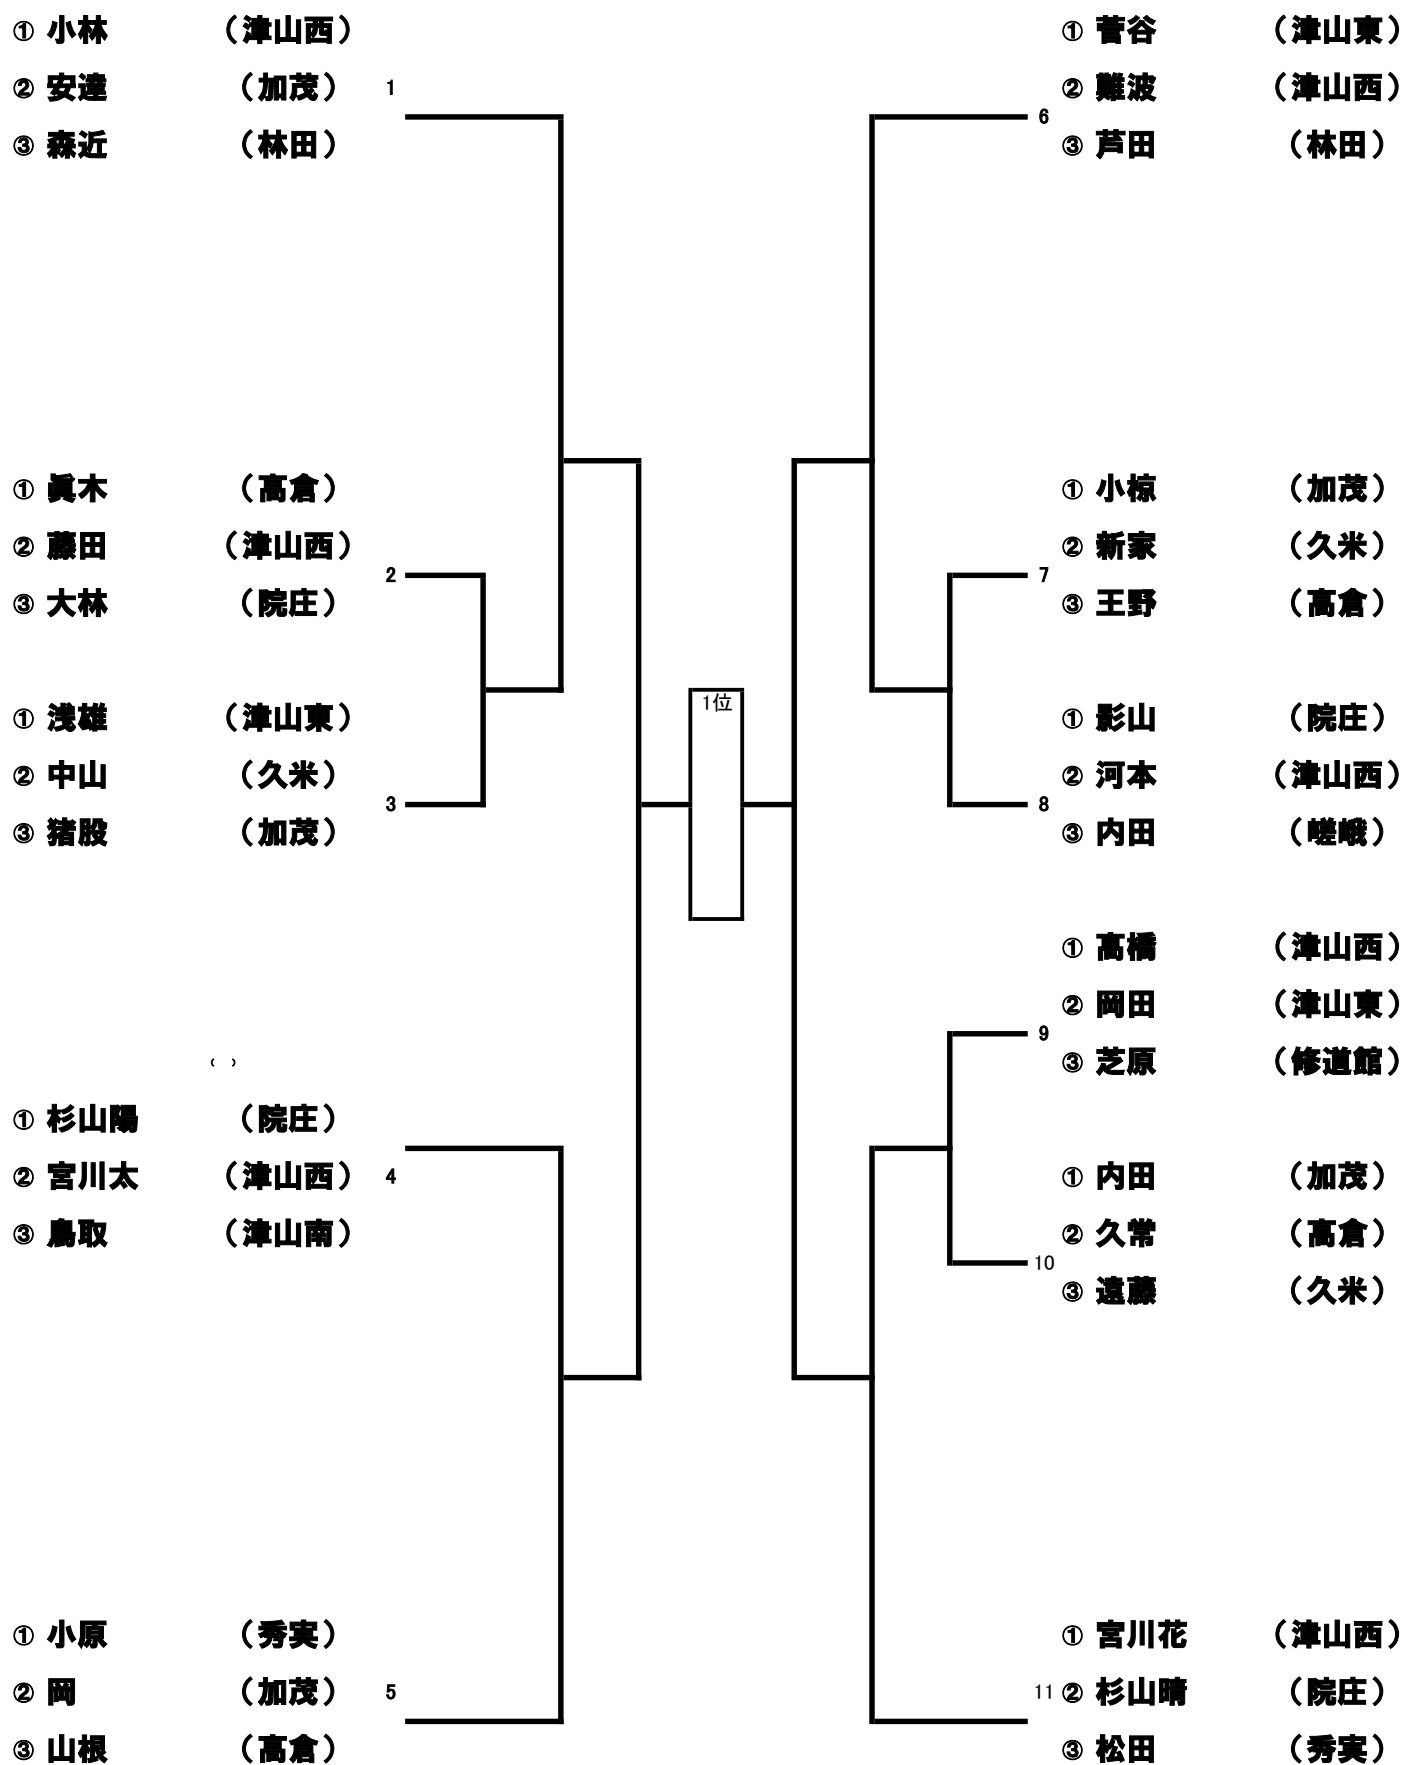 ① 小林 （津山西）
② 安達 （加茂） 1
③ 森近 （林田）
① 眞木 （高倉）
② 藤田 （津山西） 2
③ 大林 （院庄）
① 浅雄 （津山東）
② 中山 （久米） 3
③ 猪股 （加茂）
（ ）
① 杉山陽 （院庄）
② 宮川太 （津山西） 4
③ 鳥取 （津山南）
① 小原 （秀実）
② 岡 （加茂） 5
③ 山根 （高倉）
1位
① 菅谷 （津山東）
6 ② 難波 （津山西）
③ 芦田 （林田）
① 小椋 （加茂）
7 ② 新家 （久米）
③ 王野 （高倉）
① 影山 （院庄）
8 ② 河本 （津山西）
③ 内田 （嵯峨）
① 高橋 （津山西）
9 ② 岡田 （津山東）
③ 芝原 （修道館）
① 内田 （加茂）
10 ② 久常 （高倉）
③ 遠藤 （久米）
① 宮川花 （津山西）
11 ② 杉山晴 （院庄）
③ 松田 （秀実）